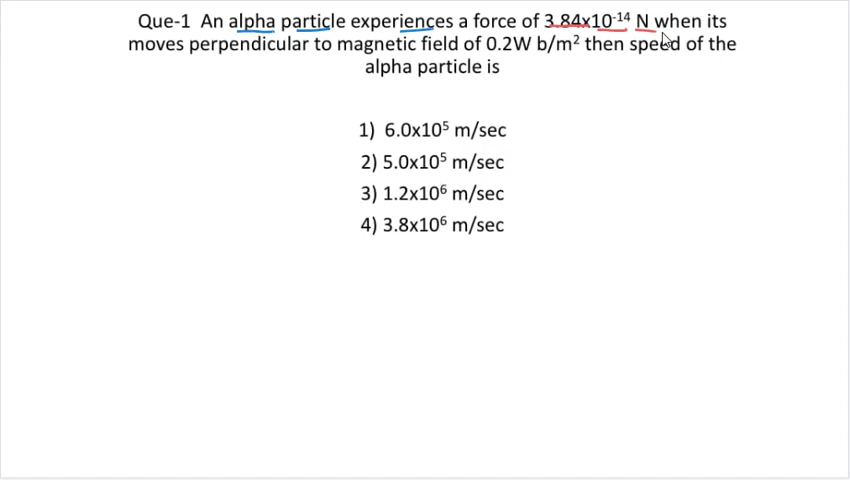 Que-1 An alpha particle experiences a force of 3.84x10⁻¹⁴ N when its
moves perpendicular to magnetic field of 0.2W b/m² then speed of the
alpha particle is
1) 6.0x10⁵ m/sec
2) 5.0x10⁵ m/sec
3) 1.2x10⁶ m/sec
4) 3.8x10⁶ m/sec